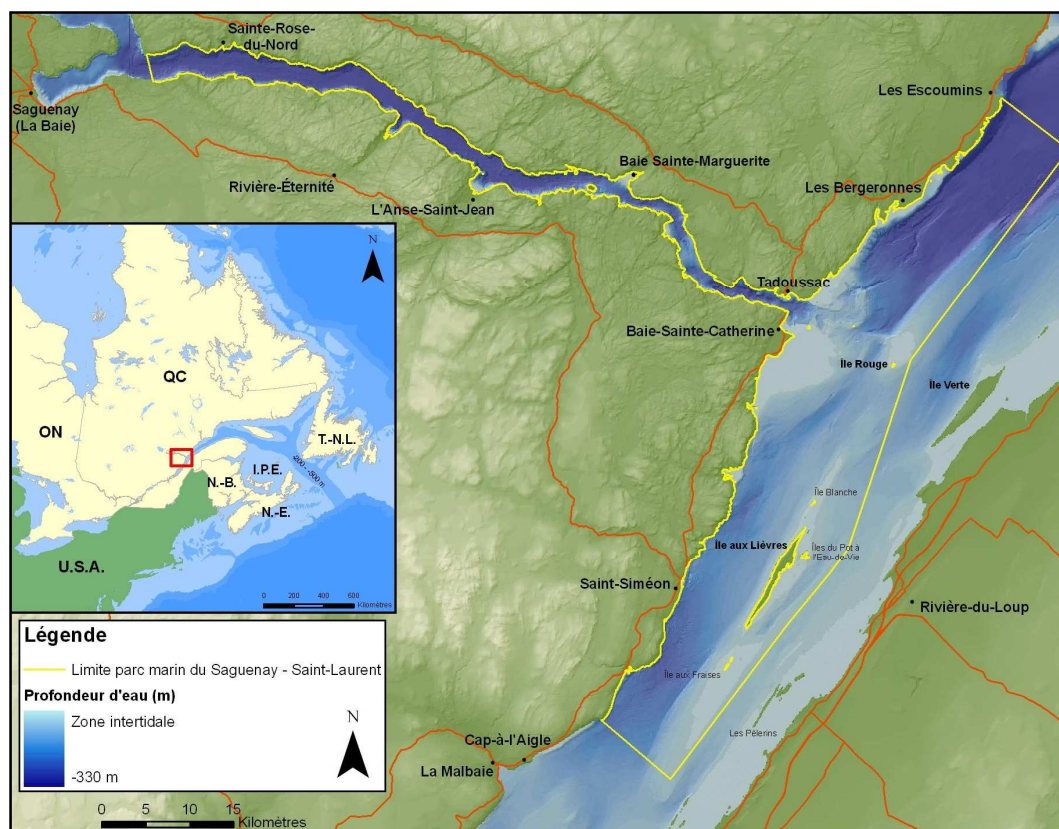 Sainte-Rose-
du-Nord
Saguenay
(La Baie)
Les Escoumins
Baie Sainte-Marguerite
Rivière-Éternité
L'Anse-Saint-Jean
Les Bergeronnes
Tadoussac
Baie-Sainte-Catherine
Île Rouge
Île Verte
N
QC
ON
T.-N.L.
-200 - -500 m
I.P.E.
N.-B.
N.-E.
U.S.A.
0 200 400 600
Kilomètres
Île Blanche
Île aux Lièvres
Îles du Pot à
l'Eau-de-Vie
Saint-Siméon
Rivière-du-Loup
Île aux Fraises
Les Pèlerins
Cap-à-l'Aigle
La Malbaie
Légende
Limite parc marin du Saguenay - Saint-Laurent
Profondeur d'eau (m)
Zone intertidale
-330 m
N
0 5 10 15
Kilomètres